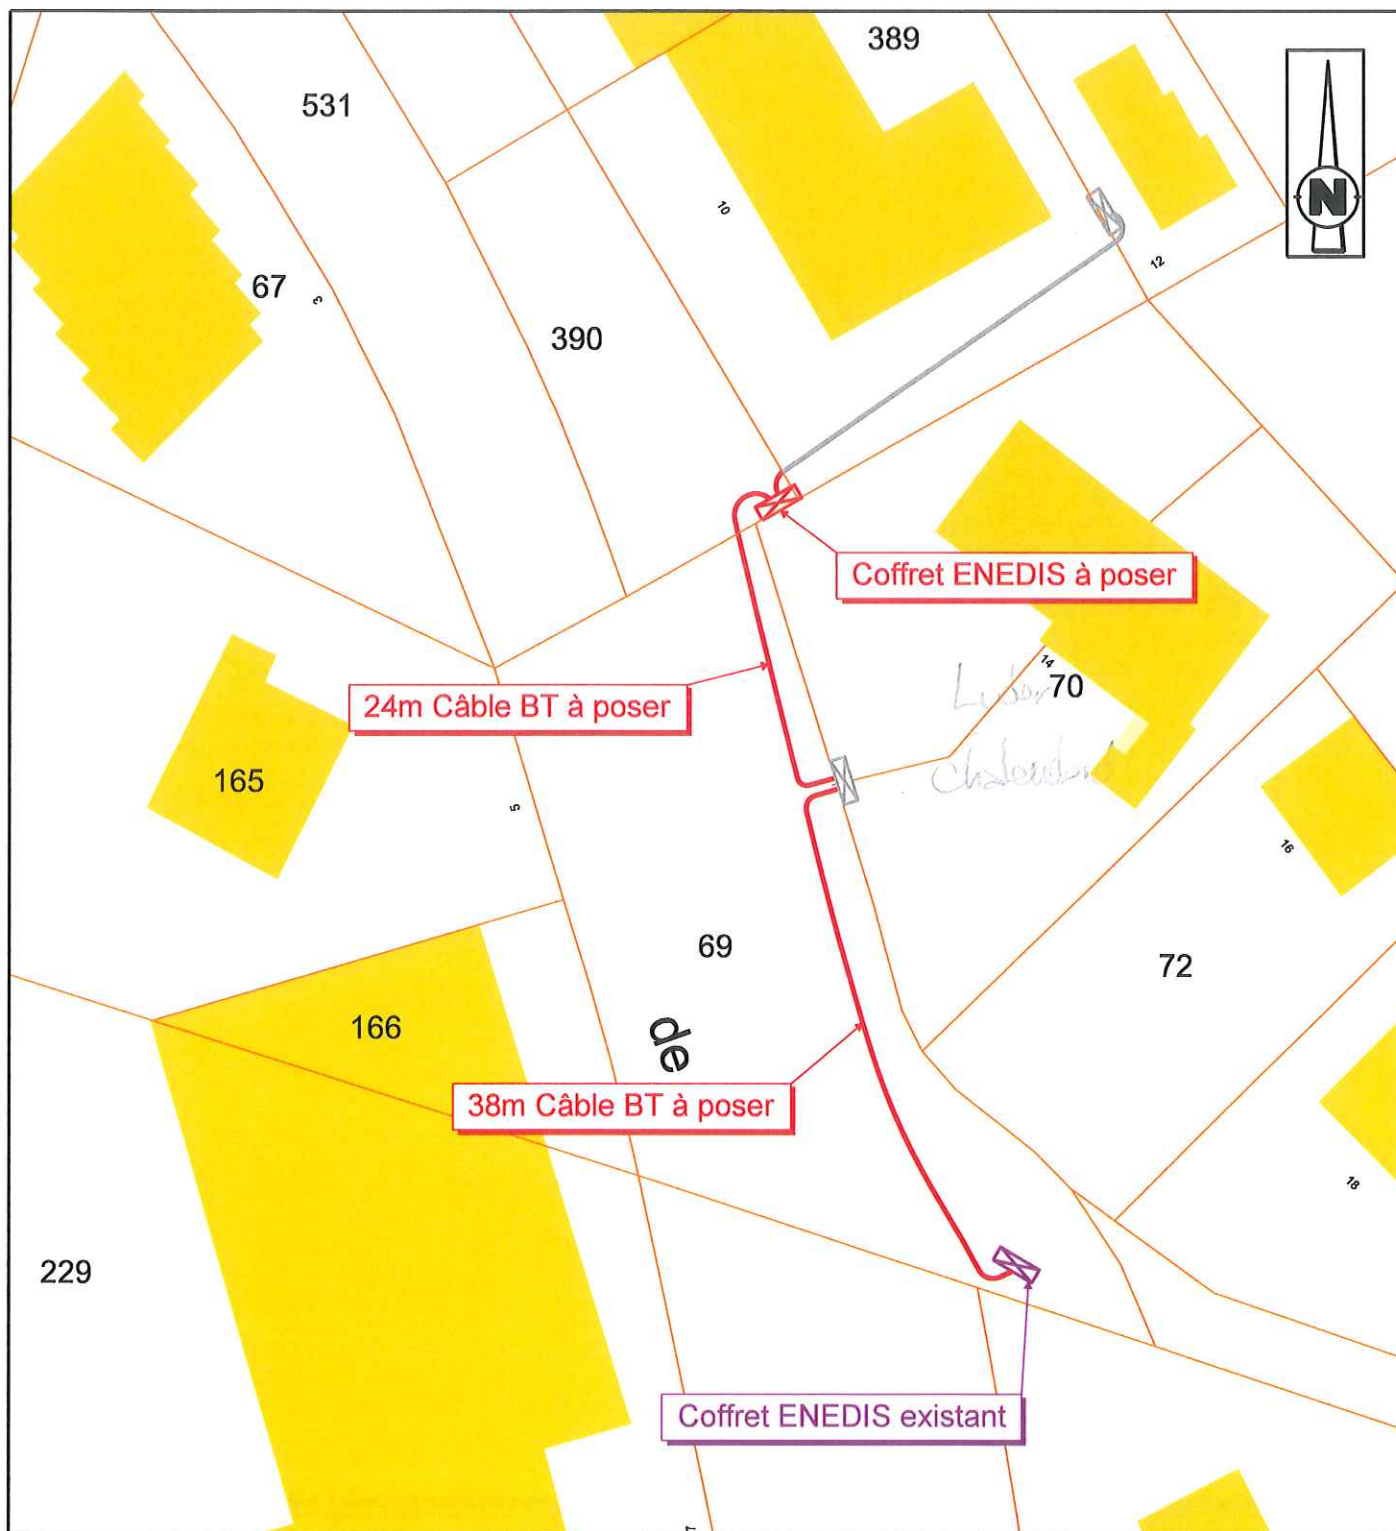 389
531
N
10
12
67
3
390
Coffret ENEDIS à poser
14
70
24m Câble BT à poser
165
5
16
69
72
166
de
38m Câble BT à poser
18
229
Coffret ENEDIS existant